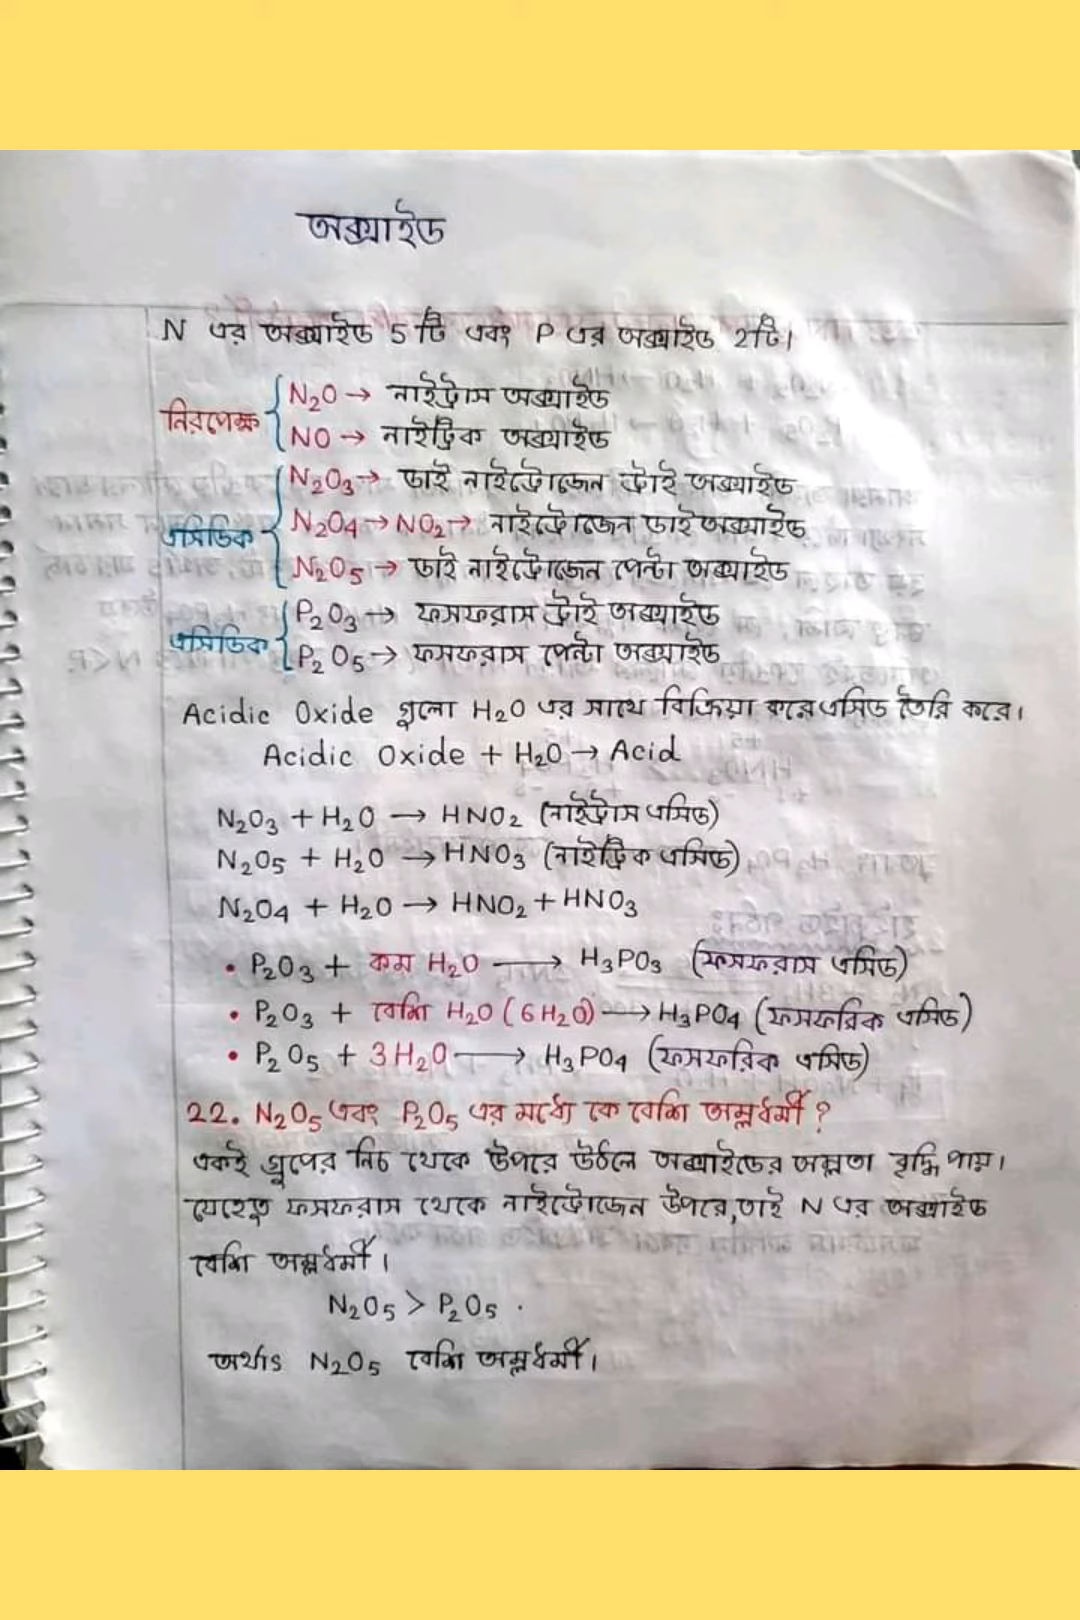 অক্সাইড
N এর অক্সাইড 5 টি এবং P এর অক্সাইড 2টি।
নিরপেক্ষ { N₂O → নাইট্রাস অক্সাইড
NO → নাইট্রিক অক্সাইড
এসিডিক { N₂O₃ → ডাই নাইট্রোজেন ট্রাই অক্সাইড
N₂O₄ → NO₂ → নাইট্রোজেন ডাই অক্সাইড
N₂O₅ → ডাই নাইট্রোজেন পেন্টা অক্সাইড
এসিডিক { P₂O₃ → ফসফরাস ট্রাই অক্সাইড
P₂O₅ → ফসফরাস পেন্টা অক্সাইড
Acidic Oxide গুলো H₂O এর সাথে বিক্রিয়া করে এসিড তৈরি করে।
Acidic Oxide + H₂O → Acid
N₂O₃ + H₂O → HNO₂ (নাইট্রাস এসিড)
N₂O₅ + H₂O → HNO₃ (নাইট্রিক এসিড)
N₂O₄ + H₂O → HNO₂ + HNO₃
• P₂O₃ + কম H₂O → H₃PO₃ (ফসফরাস এসিড)
• P₂O₃ + বেশি H₂O (6H₂O) → H₃PO₄ (ফসফরিক এসিড)
• P₂O₅ + 3H₂O → H₃PO₄ (ফসফরিক এসিড)
22. N₂O₅ এবং P₂O₅ এর মধ্যে কে বেশি অম্লধর্মী ?
একই গ্রুপের নিচ থেকে উপরে উঠলে অক্সাইডের অম্লতা বৃদ্ধি পায়।
যেহেতু ফসফরাস থেকে নাইট্রোজেন উপরে, তাই N এর অক্সাইড
বেশি অম্লধর্মী।
N₂O₅ > P₂O₅ .
অর্থাৎ N₂O₅ বেশি অম্লধর্মী।